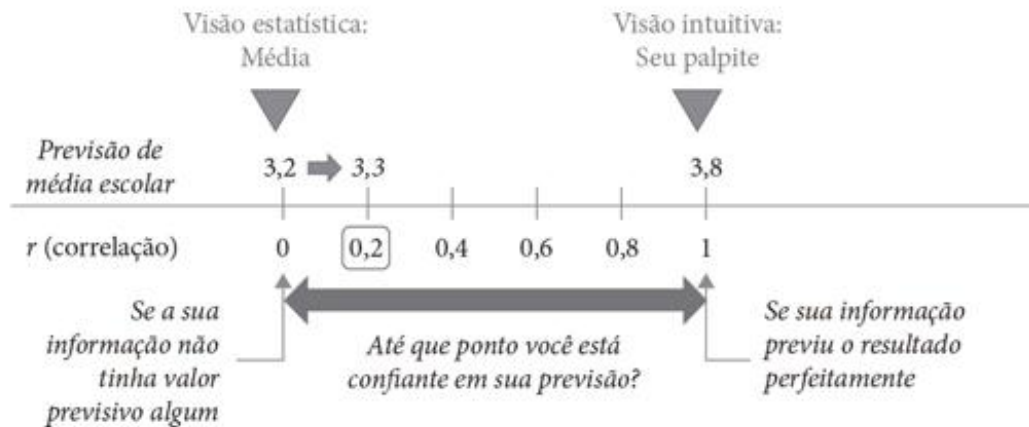 Visão estatística:
Média
Visão intuitiva:
Seu palpite
Previsão de
média escolar
3,2 3,3 3,8
r (correlação) 0 0,2 0,4 0,6 0,8 1
Se a sua
informação não
tinha valor
previsivo algum
Até que ponto você está
confiante em sua previsão?
Se sua informação
previu o resultado
perfeitamente